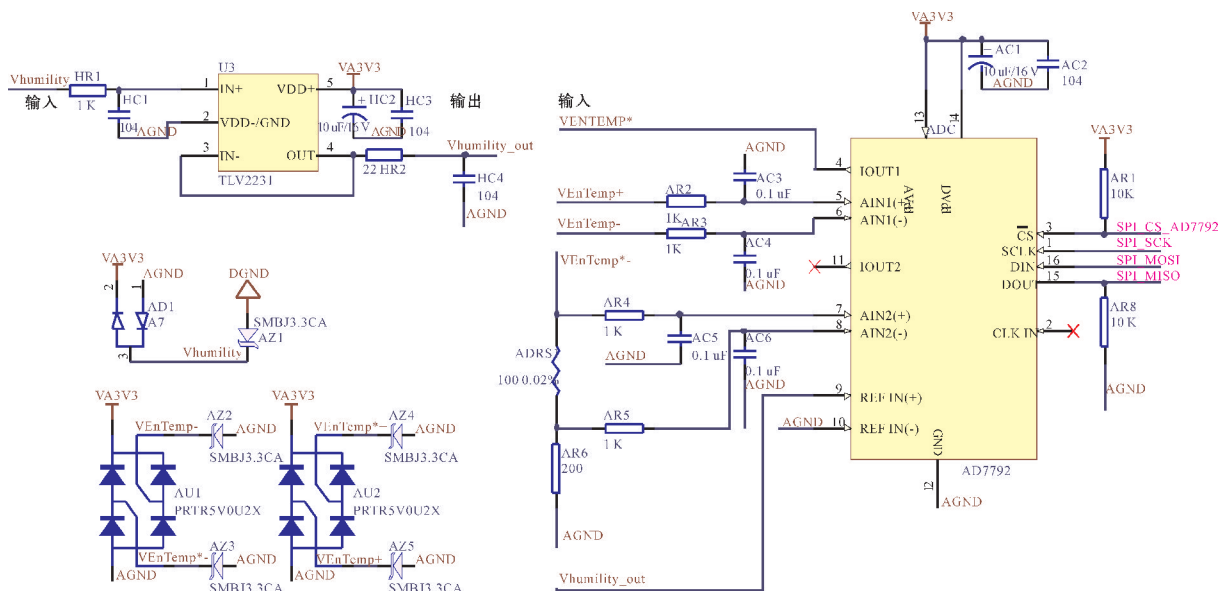 U3
Vhumility
HR1
输入
1 K
HC1
104
AGND
1
IN+
2
VDD-/GND
3
IN-
VDD+
5
OUT
4
TLV2231
VA3V3
HC2
+
10 uF/16 V
AGND
HC3
104
输出
22 HR2
Vhumility_out
HC4
104
AGND
VA3V3
AGND
2
1
AD1
A7
3
Vhumility
DGND
SMBJ3.3CA
AZ1
VA3V3
VEnTemp-
AZ2
AGND
SMBJ3.3CA
AU1
PRTR5V0U2X
VEnTemp*-
AZ3
AGND
SMBJ3.3CA
AGND
VA3V3
VEnTemp*-
AZ4
AGND
SMBJ3.3CA
AU2
PRTR5V0U2X
VEnTemp+
AZ5
AGND
SMBJ3.3CA
AGND
输入
VENTEMP*
AGND
AC3
0.1 uF
VEnTemp+
AR2
1K
VEnTemp-
AR3
1K
AC4
0.1 uF
AGND
VEnTemp*-
AR4
1 K
AC5
0.1 uF
AGND
AC6
0.1 uF
AGND
ADRS?
100 0.02%
AR5
1 K
AR6
200
AGND
Vhumility_out
VA3V3
AC1
10 uF/16 V
AGND
AC2
104
13
14
ADC
AVdd
DVdd
4
IOUT1
5
AIN1(+)
6
AIN1(-)
11
IOUT2
7
AIN2(+)
8
AIN2(-)
9
REF IN(+)
AGND
10
REF IN(-)
GND
12
AGND
AD7792
CS
3
SPI_CS_AD7792
SCLK
1
SPI_SCK
DIN
16
SPI_MOSI
DOUT
15
SPI_MISO
CLK IN
2
VA3V3
AR1
10K
AR8
10 K
AGND